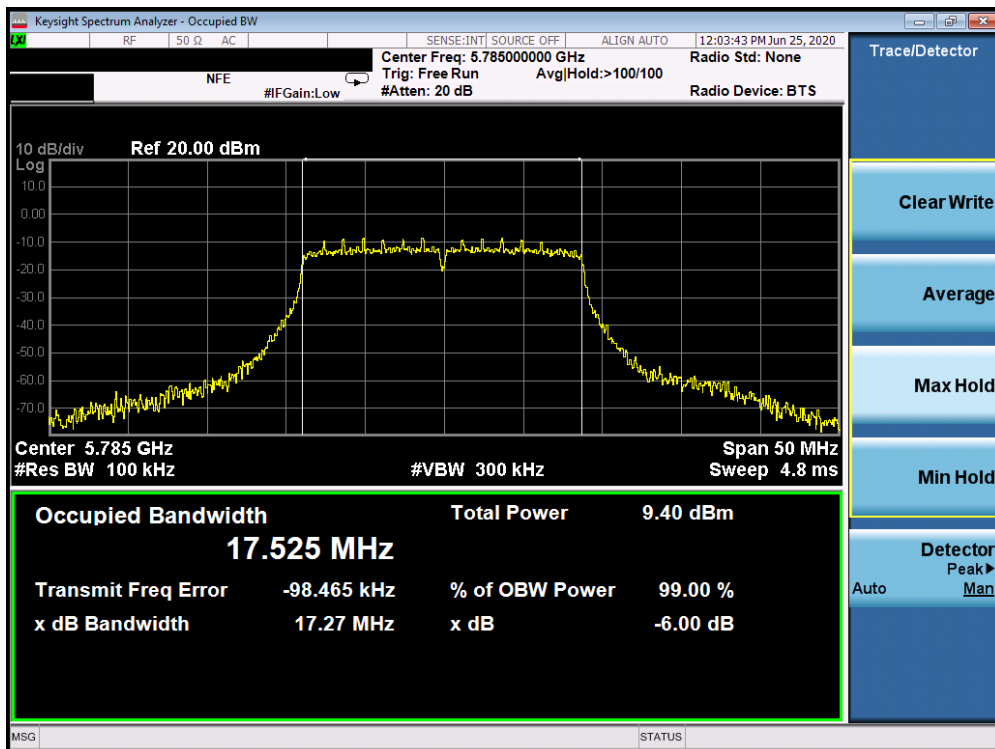 Keysight Spectrum Analyzer - Occupied BW
LXI RF 50 Ω AC SENSE:INT SOURCE OFF ALIGN AUTO 12:03:43 PM Jun 25, 2020
Center Freq: 5.785000000 GHz Radio Std: None
NFE Trig: Free Run Avg|Hold:>100/100
#IFGain:Low #Atten: 20 dB Radio Device: BTS
Trace/Detector
10 dB/div Ref 20.00 dBm
Log
10.0
0.00
-10.0
-20.0
-30.0
-40.0
-50.0
-60.0
-70.0
Center 5.785 GHz Span 50 MHz
#Res BW 100 kHz #VBW 300 kHz Sweep 4.8 ms
Occupied Bandwidth Total Power 9.40 dBm
17.525 MHz
Transmit Freq Error -98.465 kHz % of OBW Power 99.00 %
x dB Bandwidth 17.27 MHz x dB -6.00 dB
Clear Write
Average
Max Hold
Min Hold
Detector
Peak▶
Auto Man
MSG STATUS